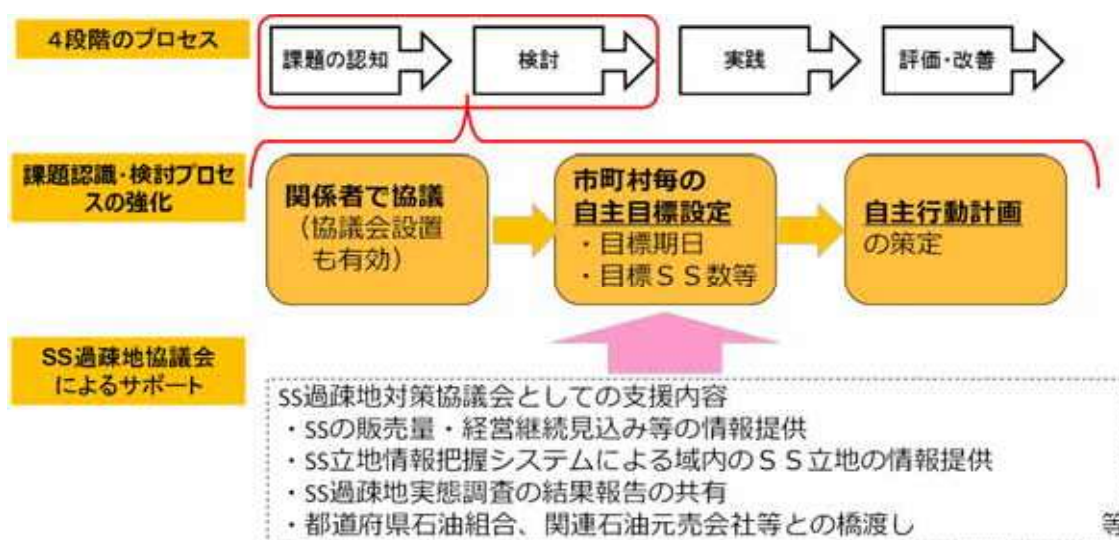 4段階のプロセス
課題の認知
検討
実践
評価・改善
課題認識・検討プロセ
スの強化
関係者で協議
（協議会設置
も有効）
市町村毎の
自主目標設定
・目標期日
・目標ＳＳ数等
自主行動計画
の策定
SS過疎地協議会
によるサポート
SS過疎地対策協議会としての支援内容
・SSの販売量・経営継続見込み等の情報提供
・SS立地情報把握システムによる域内のＳＳ立地の情報提供
・SS過疎地実態調査の結果報告の共有
・都道府県石油組合、関連石油元売会社等との橋渡し　等